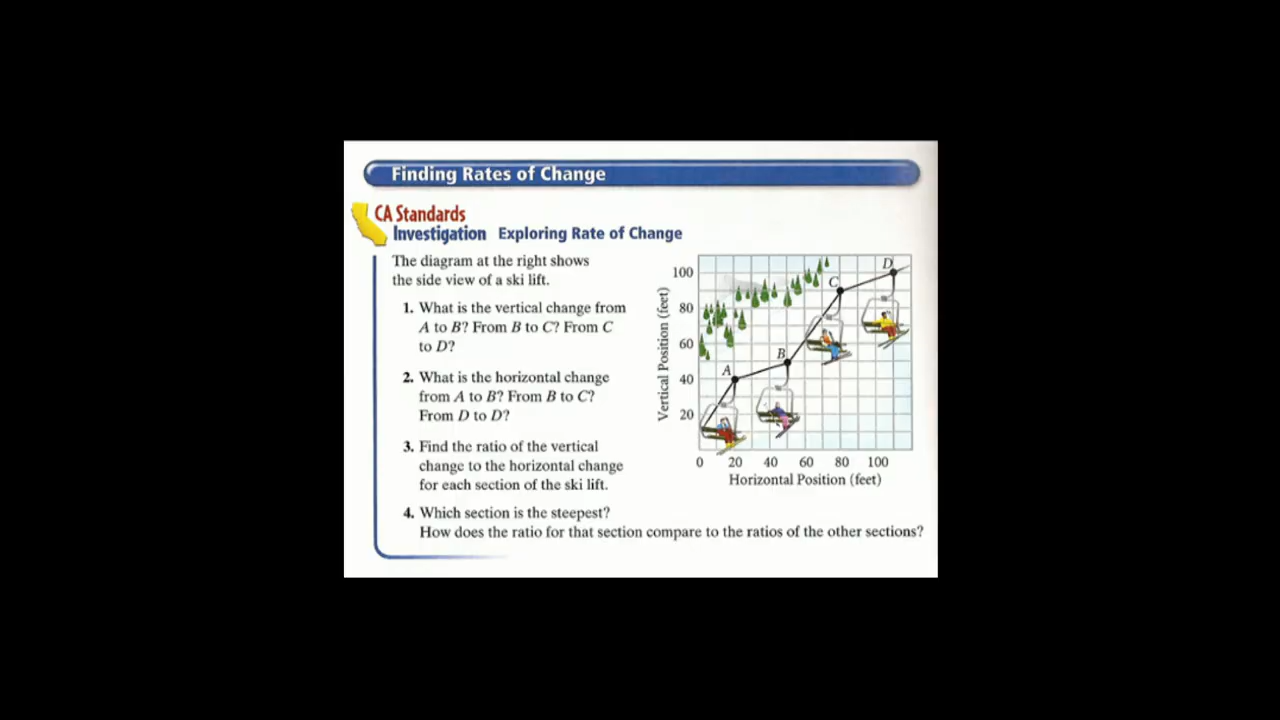 Finding Rates of Change
CA Standards
Investigation Exploring Rate of Change
The diagram at the right shows
the side view of a ski lift.
1. What is the vertical change from
A to B? From B to C? From C
to D?
2. What is the horizontal change
from A to B? From B to C?
From D to D?
3. Find the ratio of the vertical
change to the horizontal change
for each section of the ski lift.
4. Which section is the steepest?
How does the ratio for that section compare to the ratios of the other sections?
Vertical Position (feet)
100
80
60
40
20
A
B
C
D
0 20 40 60 80 100
Horizontal Position (feet)